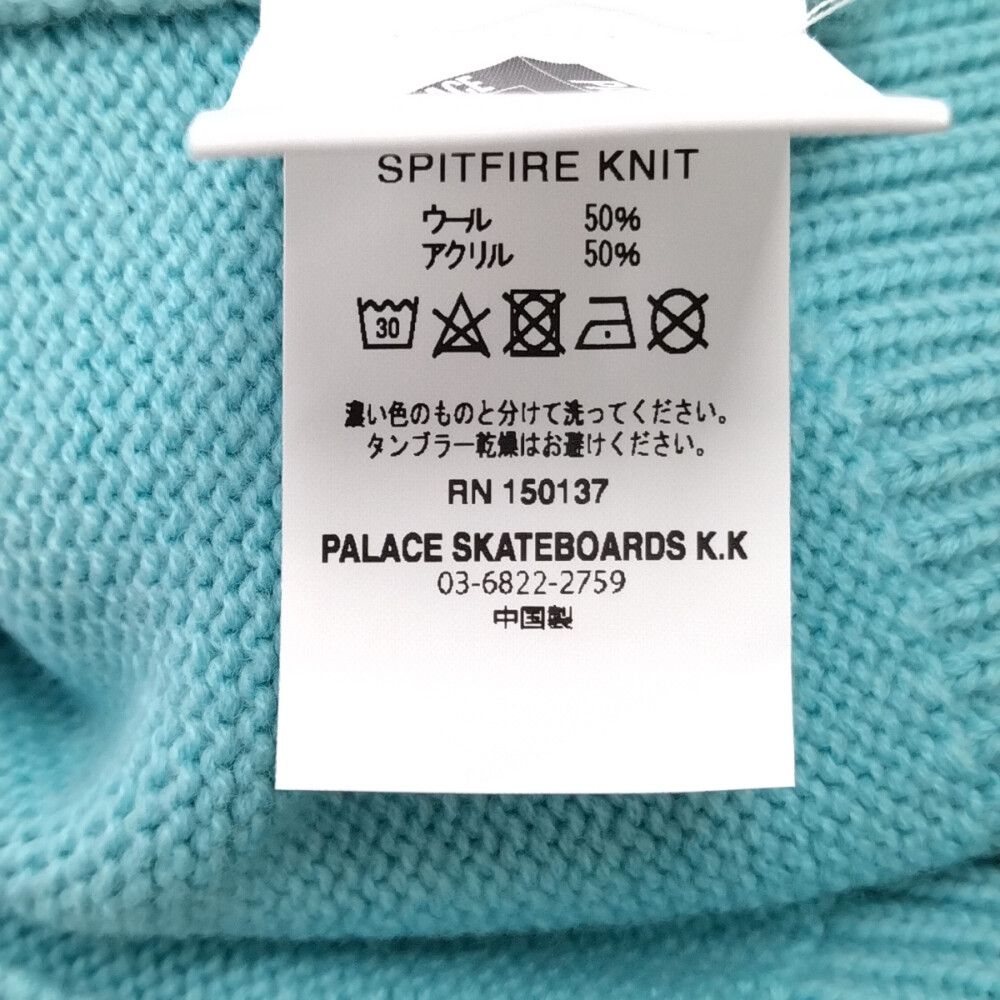 SPITFIRE KNIT
ウール 50%
アクリル 50%
30
濃い色のものと分けて洗ってください。
タンブラー乾燥はお避けください。
RN 150137
PALACE SKATEBOARDS K.K
03-6822-2759
中国製